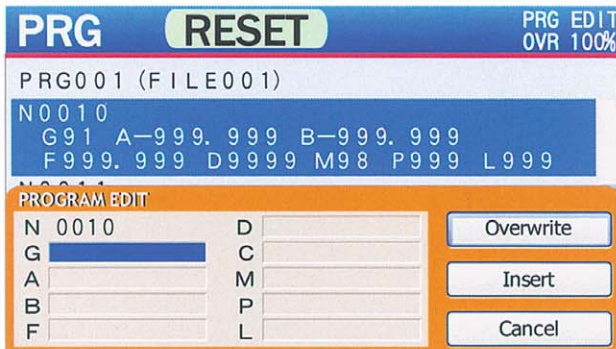 PRG RESET PRG EDIT
OVR 100%
PRG001 (FILE001)
N0010
G91 A-999.999 B-999.999
F999.999 D9999 M98 P999 L999
PROGRAM EDIT
N 0010 D Overwrite
G C
A M Insert
B P
F L Cancel